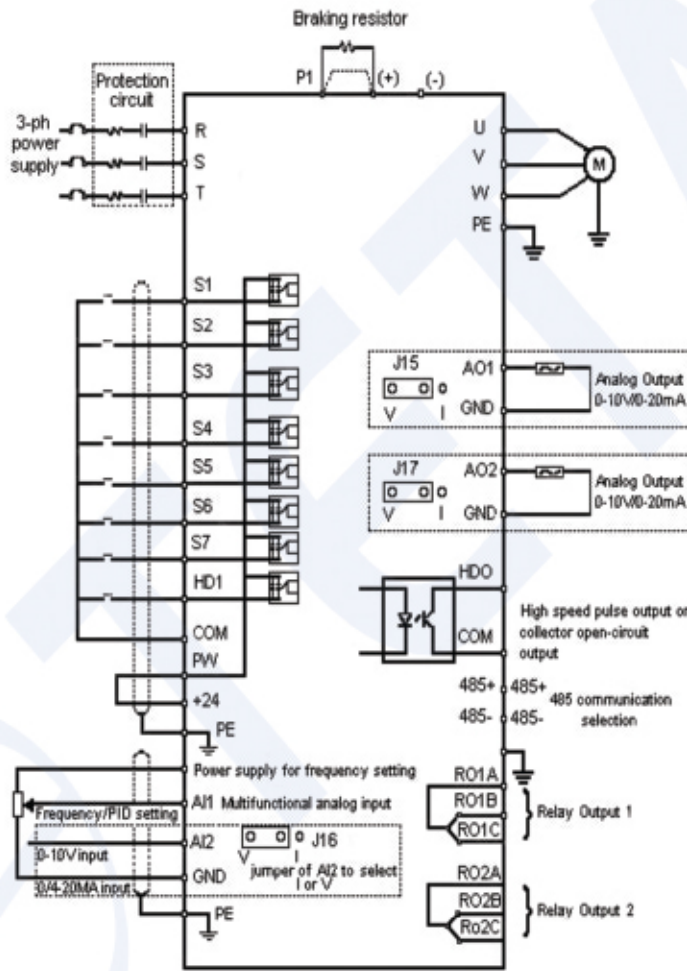 Braking resistor
P1 (+) (-)
Protection
circuit
3-ph
power
supply
R
S
T
U
V
W
PE
M
S1
S2
S3
S4
S5
S6
S7
HD1
COM
PW
+24
PE
J15
V I
AO1
GND
Analog Output
0-10V/0-20mA
J17
V I
AO2
GND
Analog Output
0-10V/0-20mA
HDO
COM
High speed pulse output or
collector open-circuit
output
485+ 485+
485- 485-
485 communication
selection
Power supply for frequency setting
AI1 Multifunctional analog input
Frequency/PID setting
AI2
J16
V I
0-10V input
jumper of AI2 to select
I or V
GND
0/4-20MA input
PE
RO1A
RO1B
RO1C
Relay Output 1
RO2A
RO2B
Ro2C
Relay Output 2